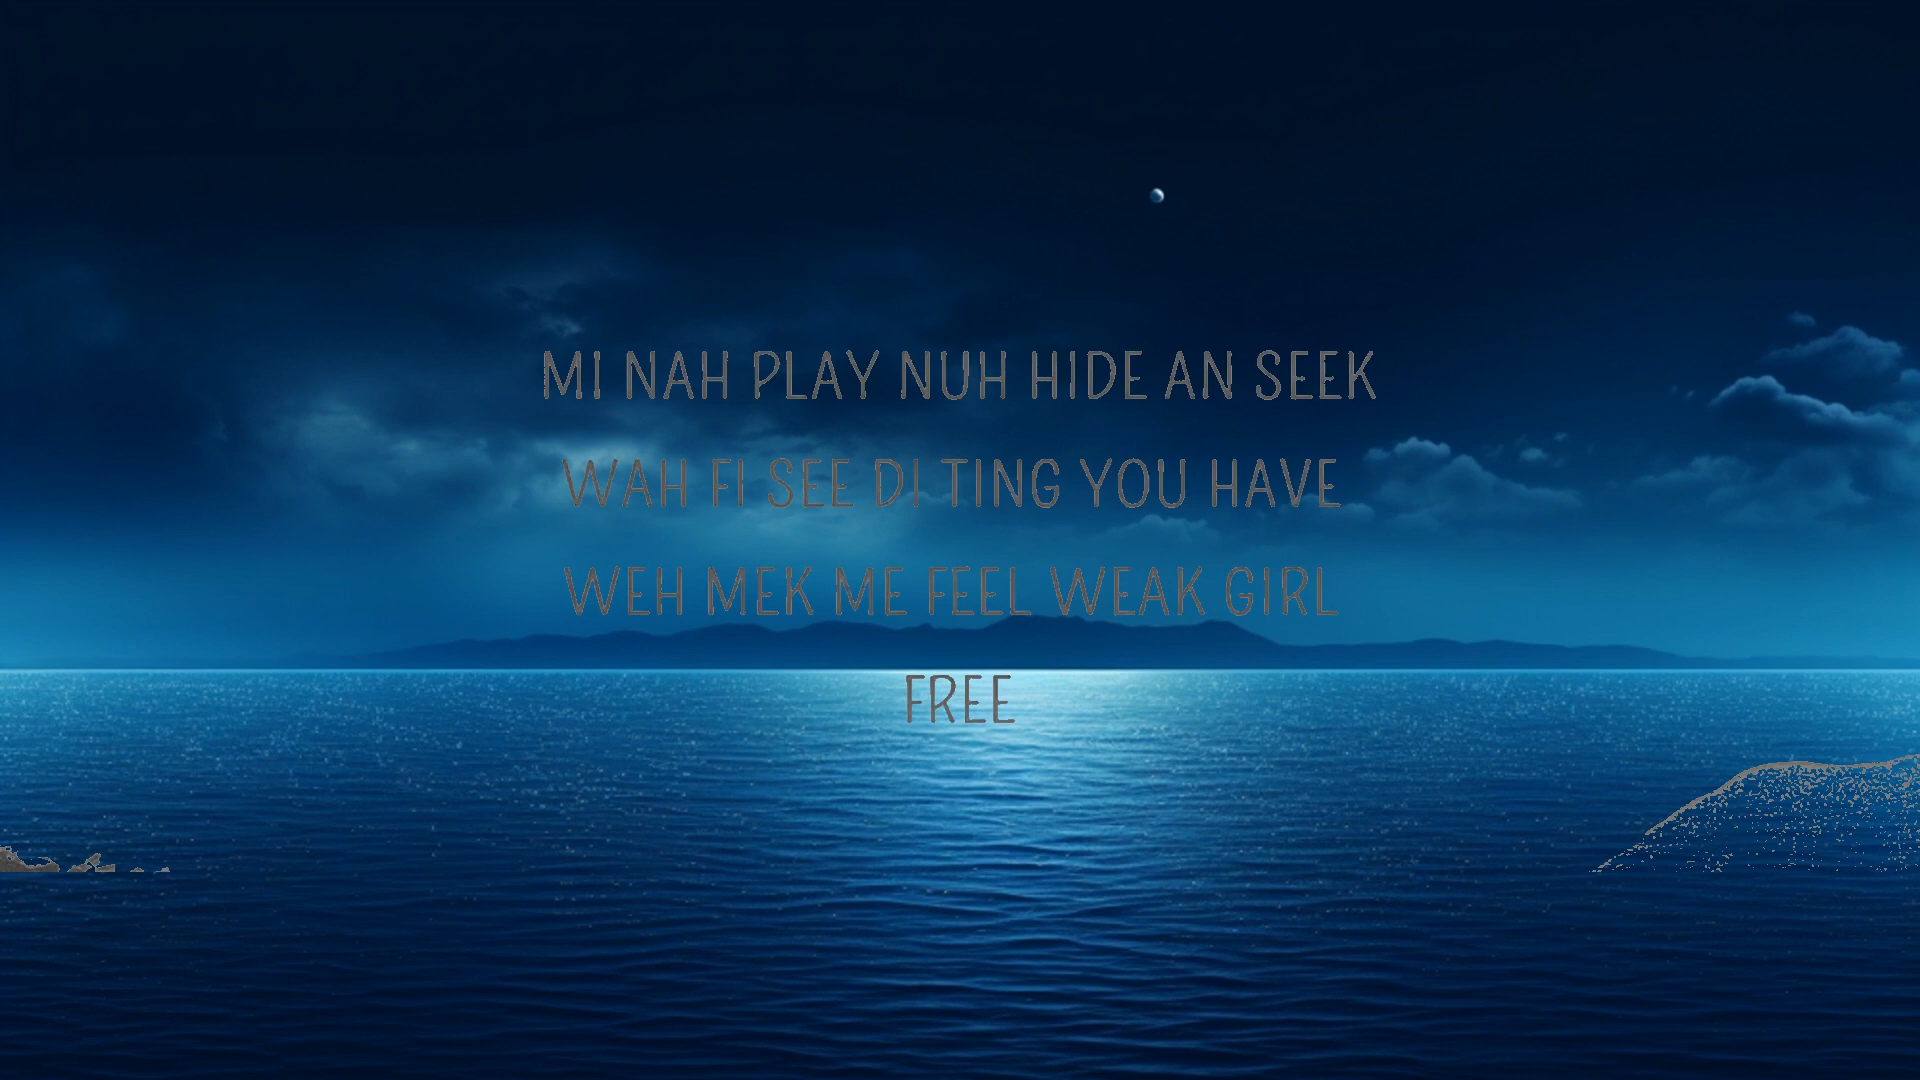 MI NAH PLAY NUH HIDE AN SEEK
WAH FI SEE DI TING YOU HAVE
WEH MEK ME FEEL WEAK GIRL
FREE